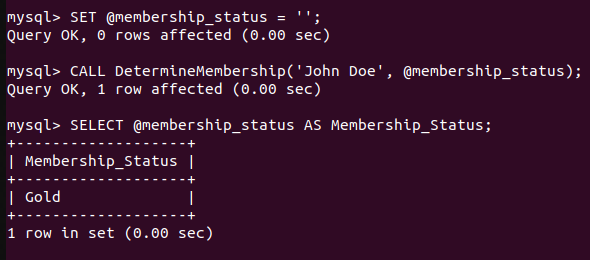 mysql> SET @membership_status = '';
Query OK, 0 rows affected (0.00 sec)
mysql> CALL DetermineMembership('John Doe', @membership_status);
Query OK, 1 row affected (0.00 sec)
mysql> SELECT @membership_status AS Membership_Status;
+-------------------+
| Membership_Status |
+-------------------+
| Gold              |
+-------------------+
1 row in set (0.00 sec)